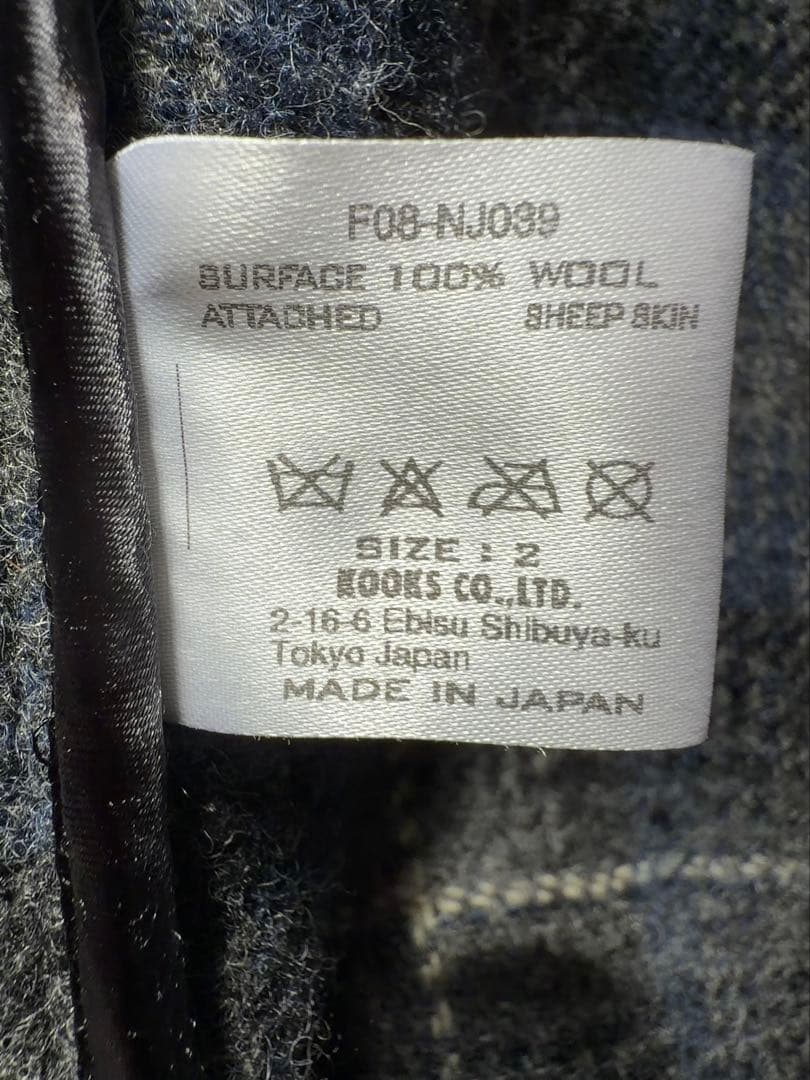 F08-NJ039
SURFACE 100% WOOL
ATTACHED SHEEP SKIN
SIZE : 2
KOOKS CO.,LTD.
2-16-6 Ebisu Shibuya-ku
Tokyo Japan
MADE IN JAPAN